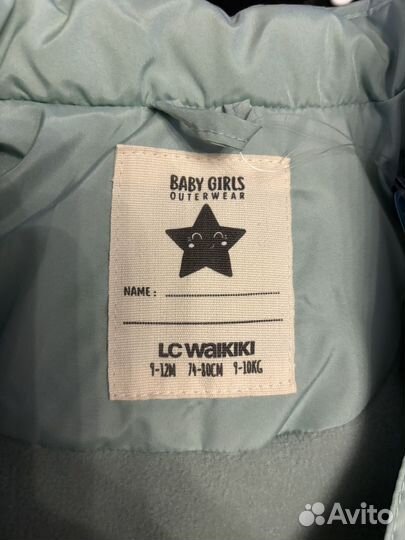 BABY GIRLS
OUTERWEAR
NAME :
LC WAIKIKI
9-12M 74-80CM 9-10KG
Avito